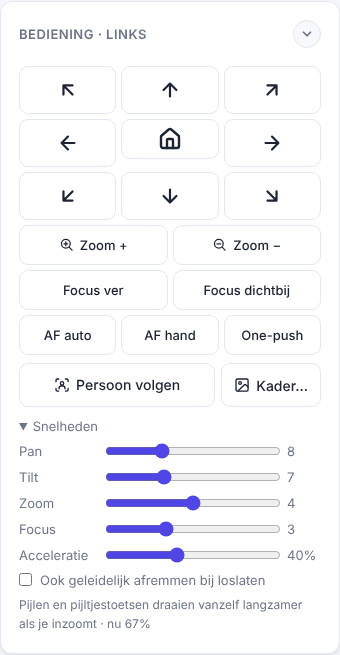 BEDIENING · LINKS
Zoom +
Zoom −
Focus ver
Focus dichtbij
AF auto
AF hand
One-push
Persoon volgen
Kader...
Snelheden
Pan 8
Tilt 7
Zoom 4
Focus 3
Acceleratie 40%
Ook geleidelijk afremmen bij loslaten
Pijlen en pijltjestoetsen draaien vanzelf langzamer
als je inzoomt · nu 67%